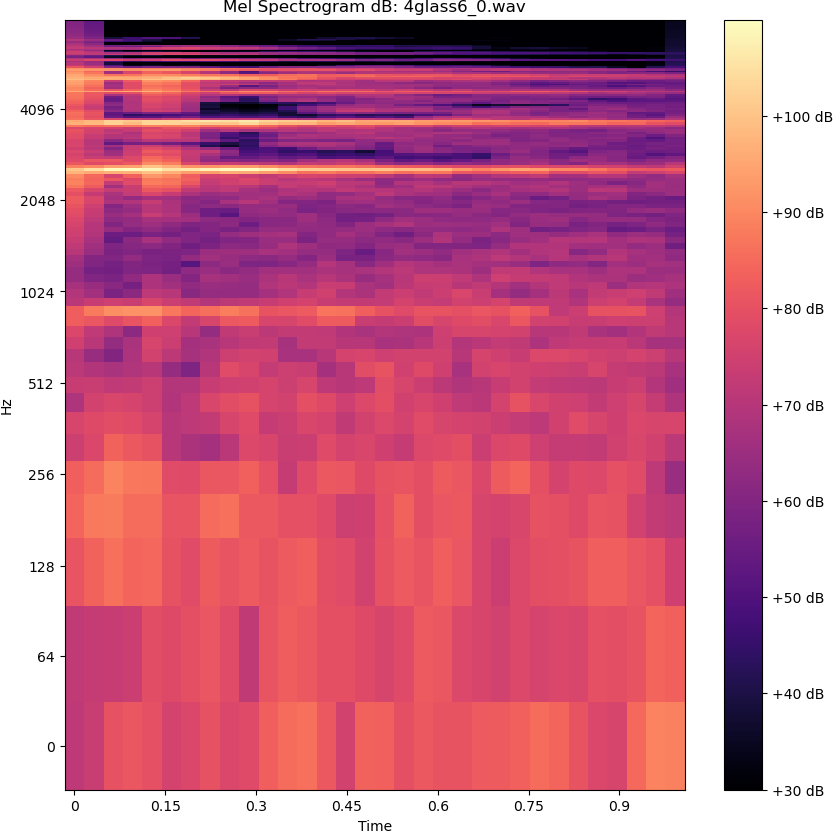 Mel Spectrogram dB: 4glass6_0.wav
4096
2048
1024
512
256
128
64
0
Hz
0
0.15
0.3
0.45
0.6
0.75
0.9
Time
+100 dB
+90 dB
+80 dB
+70 dB
+60 dB
+50 dB
+40 dB
+30 dB